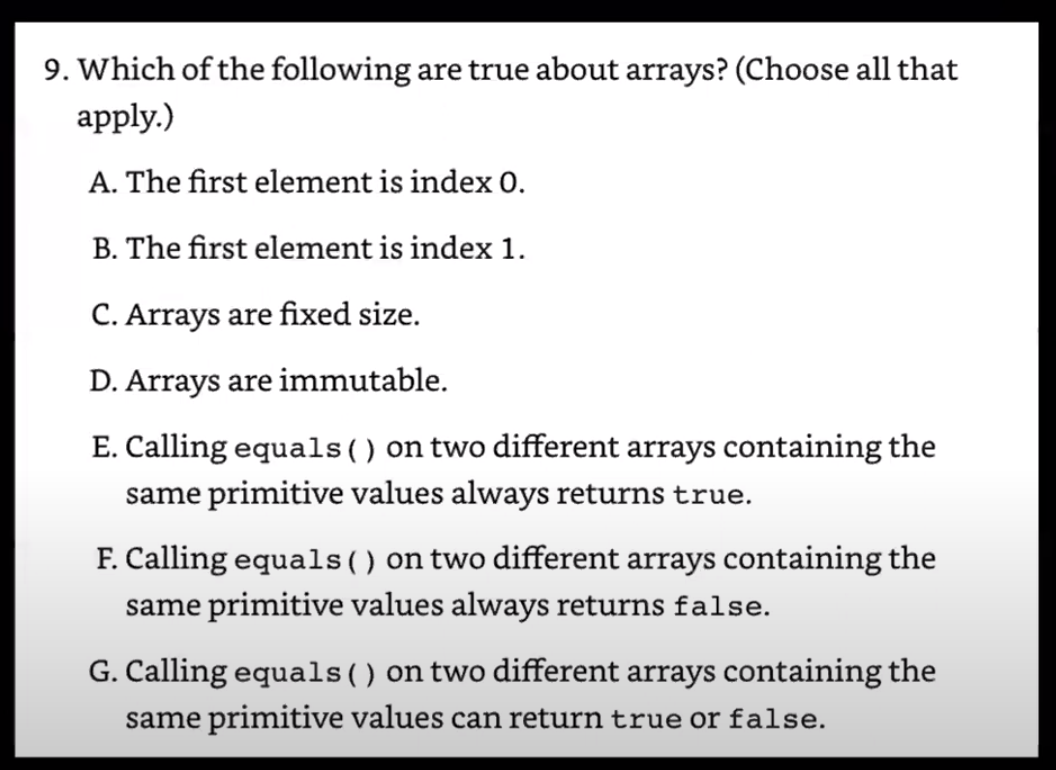 9. Which of the following are true about arrays? (Choose all that
apply.)
A. The first element is index 0.
B. The first element is index 1.
C. Arrays are fixed size.
D. Arrays are immutable.
E. Calling equals() on two different arrays containing the
same primitive values always returns true.
F. Calling equals() on two different arrays containing the
same primitive values always returns false.
G. Calling equals() on two different arrays containing the
same primitive values can return true or false.